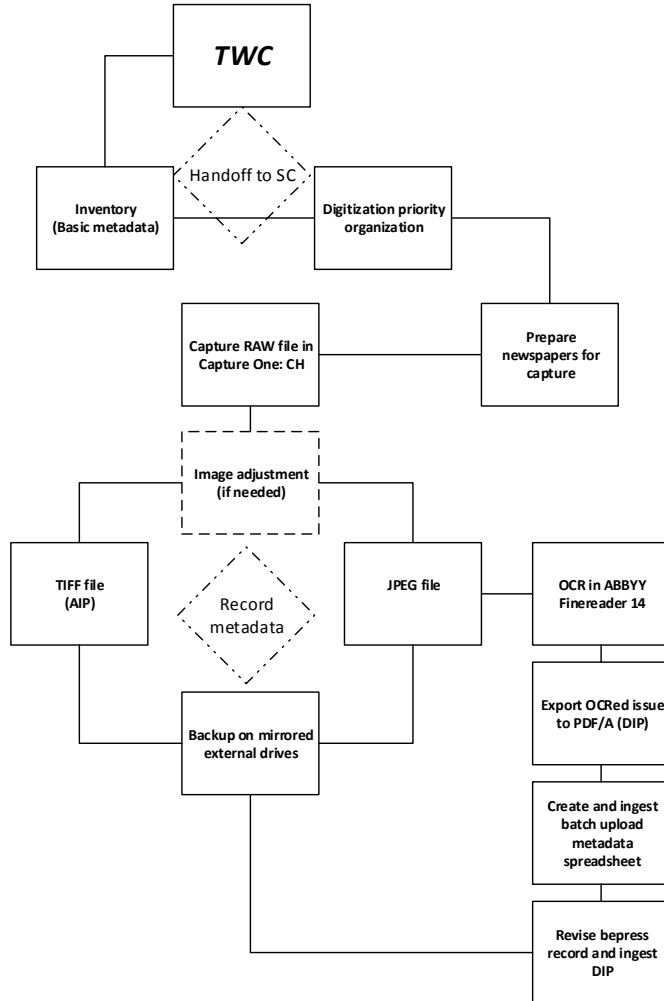 TWC
Handoff to SC
Inventory
(Basic metadata)
Digitization priority
organization
Capture RAW file in
Capture One: CH
Prepare
newspapers for
capture
Image adjustment
(if needed)
TIFF file
(AIP)
Record
metadata
JPEG file
OCR in ABBYY
Finereader 14
Backup on mirrored
external drives
Export OCRed issue
to PDF/A (DIP)
Create and ingest
batch upload
metadata
spreadsheet
Revise bepress
record and ingest
DIP